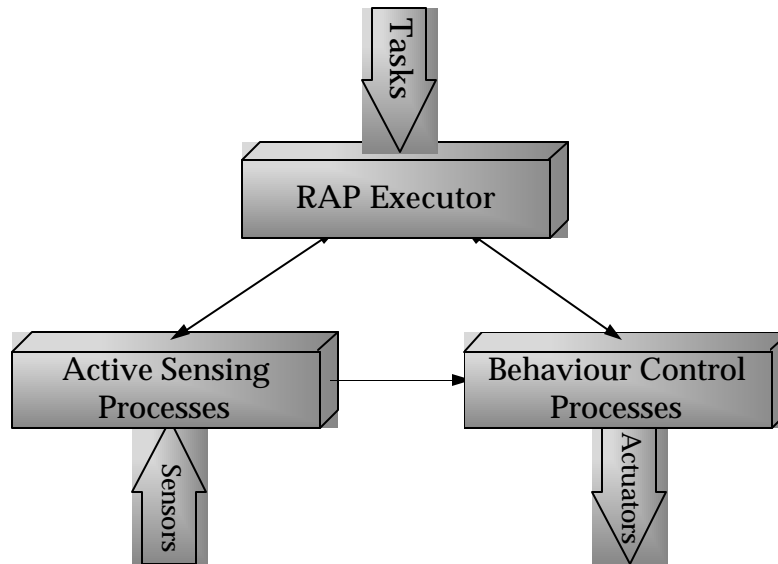 Tasks
RAP Executor
Active Sensing
Processes
Behaviour Control
Processes
Sensors
Actuators